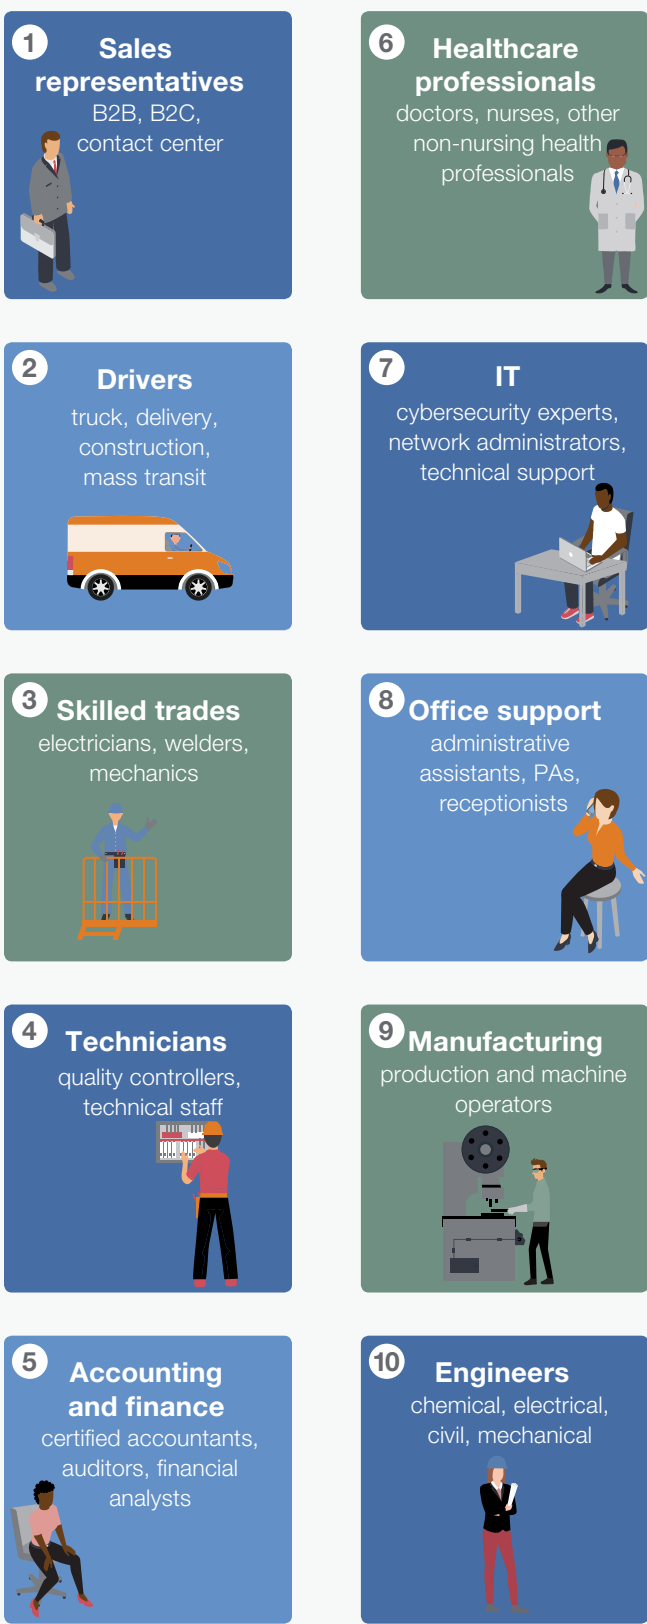 1
Sales
representatives
B2B, B2C,
contact center
2
Drivers
truck, delivery,
construction,
mass transit
3
Skilled trades
electricians, welders,
mechanics
4
Technicians
quality controllers,
technical staff
5
Accounting
and finance
certified accountants,
auditors, financial
analysts
6
Healthcare
professionals
doctors, nurses, other
non-nursing health
professionals
7
IT
cybersecurity experts,
network administrators,
technical support
8
Office support
administrative
assistants, PAs,
receptionists
9
Manufacturing
production and machine
operators
10
Engineers
chemical, electrical,
civil, mechanical